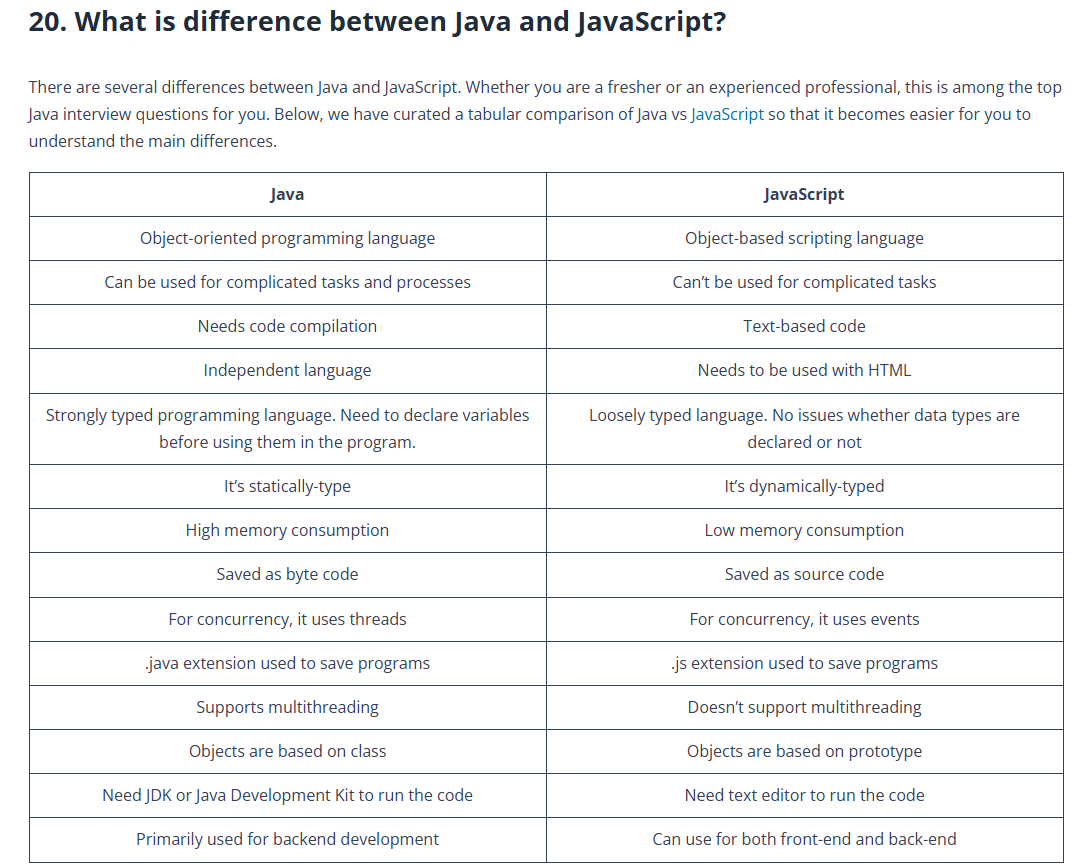 20. What is difference between Java and JavaScript?
There are several differences between Java and JavaScript. Whether you are a fresher or an experienced professional, this is among the top
Java interview questions for you. Below, we have curated a tabular comparison of Java vs JavaScript so that it becomes easier for you to
understand the main differences.
Java JavaScript
Object-oriented programming language Object-based scripting language
Can be used for complicated tasks and processes Can’t be used for complicated tasks
Needs code compilation Text-based code
Independent language Needs to be used with HTML
Strongly typed programming language. Need to declare variables
before using them in the program.
Loosely typed language. No issues whether data types are
declared or not
It’s statically-type It’s dynamically-typed
High memory consumption Low memory consumption
Saved as byte code Saved as source code
For concurrency, it uses threads For concurrency, it uses events
.java extension used to save programs .js extension used to save programs
Supports multithreading Doesn’t support multithreading
Objects are based on class Objects are based on prototype
Need JDK or Java Development Kit to run the code Need text editor to run the code
Primarily used for backend development Can use for both front-end and back-end